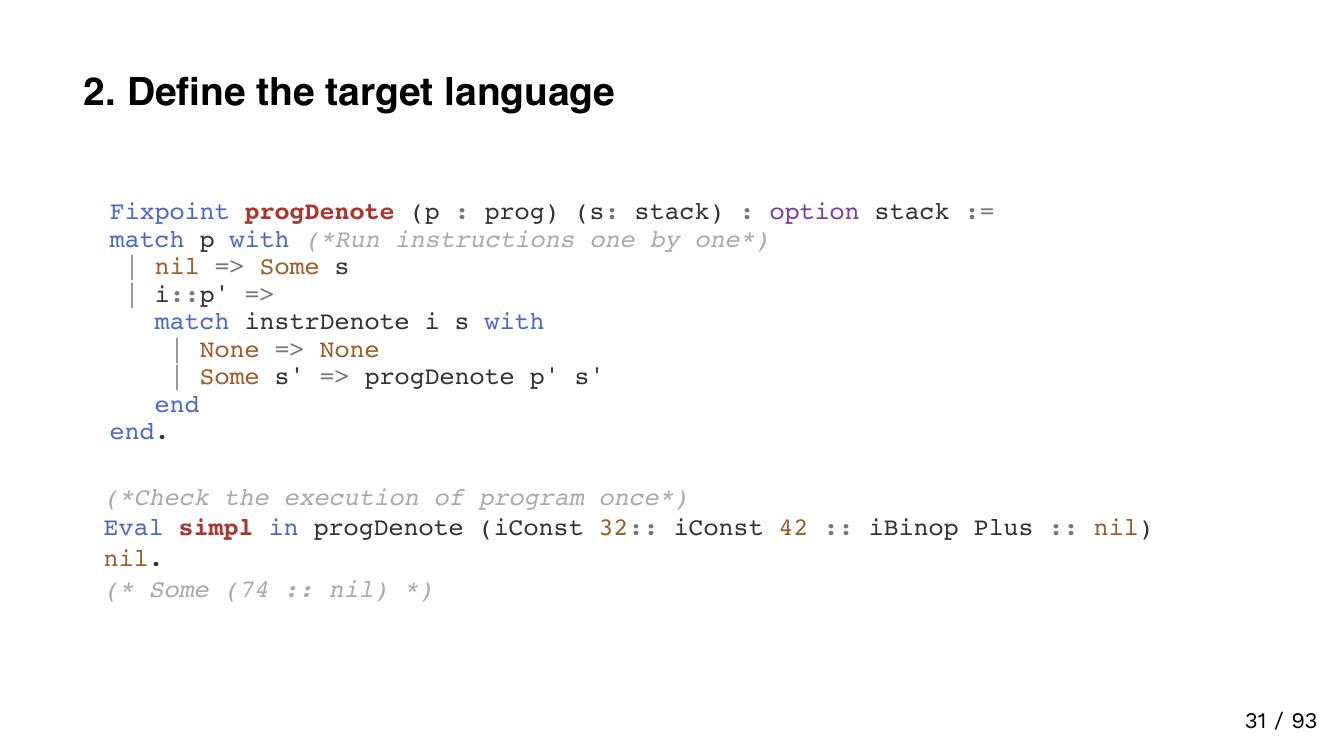 2. Define the target language
Fixpoint progDenote (p : prog) (s: stack) : option stack :=
match p with (*Run instructions one by one*)
 | nil => Some s
 | i::p' =>
   match instrDenote i s with
    | None => None
    | Some s' => progDenote p' s'
   end
end.
(*Check the execution of program once*)
Eval simpl in progDenote (iConst 32:: iConst 42 :: iBinop Plus :: nil)
nil.
(* Some (74 :: nil) *)
31 / 93